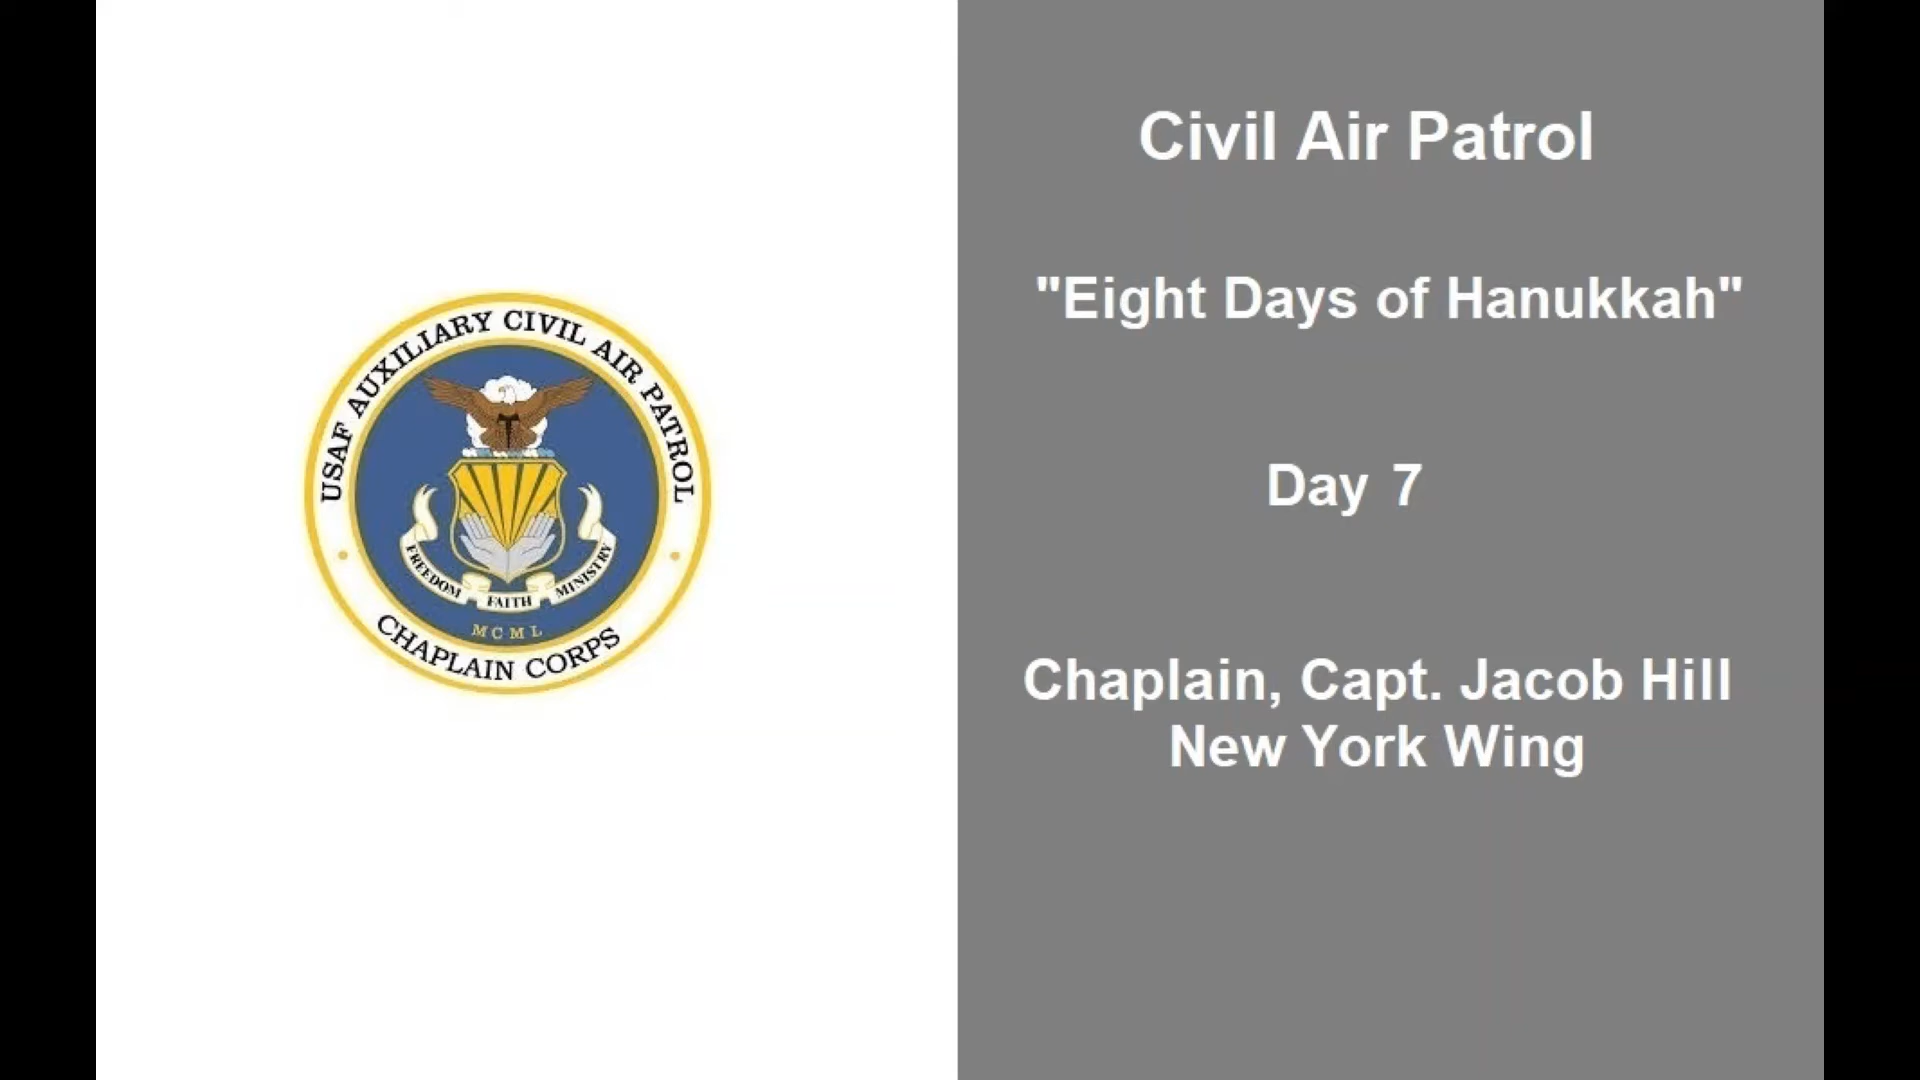 USAF AUXILIARY CIVIL AIR PATROL
FREEDOM FAITH MINISTRY
MCML
CHAPLAIN CORPS
Civil Air Patrol
"Eight Days of Hanukkah"
Day 7
Chaplain, Capt. Jacob Hill
New York Wing